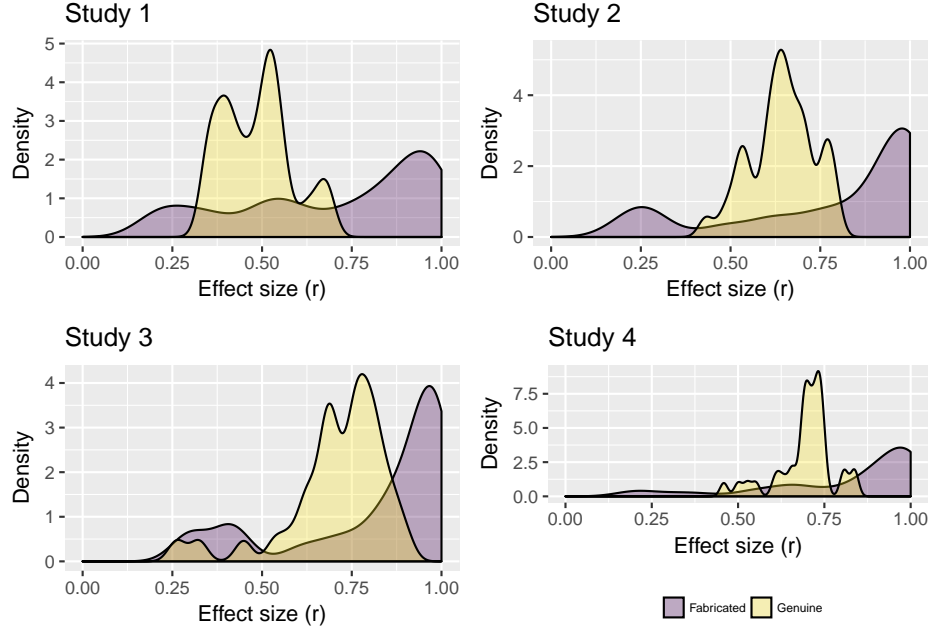 Study 1
Density
5
4
3
2
1
0
0.00 0.25 0.50 0.75 1.00
Effect size (r)
Study 2
Density
4
2
0
0.00 0.25 0.50 0.75 1.00
Effect size (r)
Study 3
Density
4
3
2
1
0
0.00 0.25 0.50 0.75 1.00
Effect size (r)
Study 4
Density
7.5
5.0
2.5
0.0
0.00 0.25 0.50 0.75 1.00
Effect size (r)
Fabricated Genuine